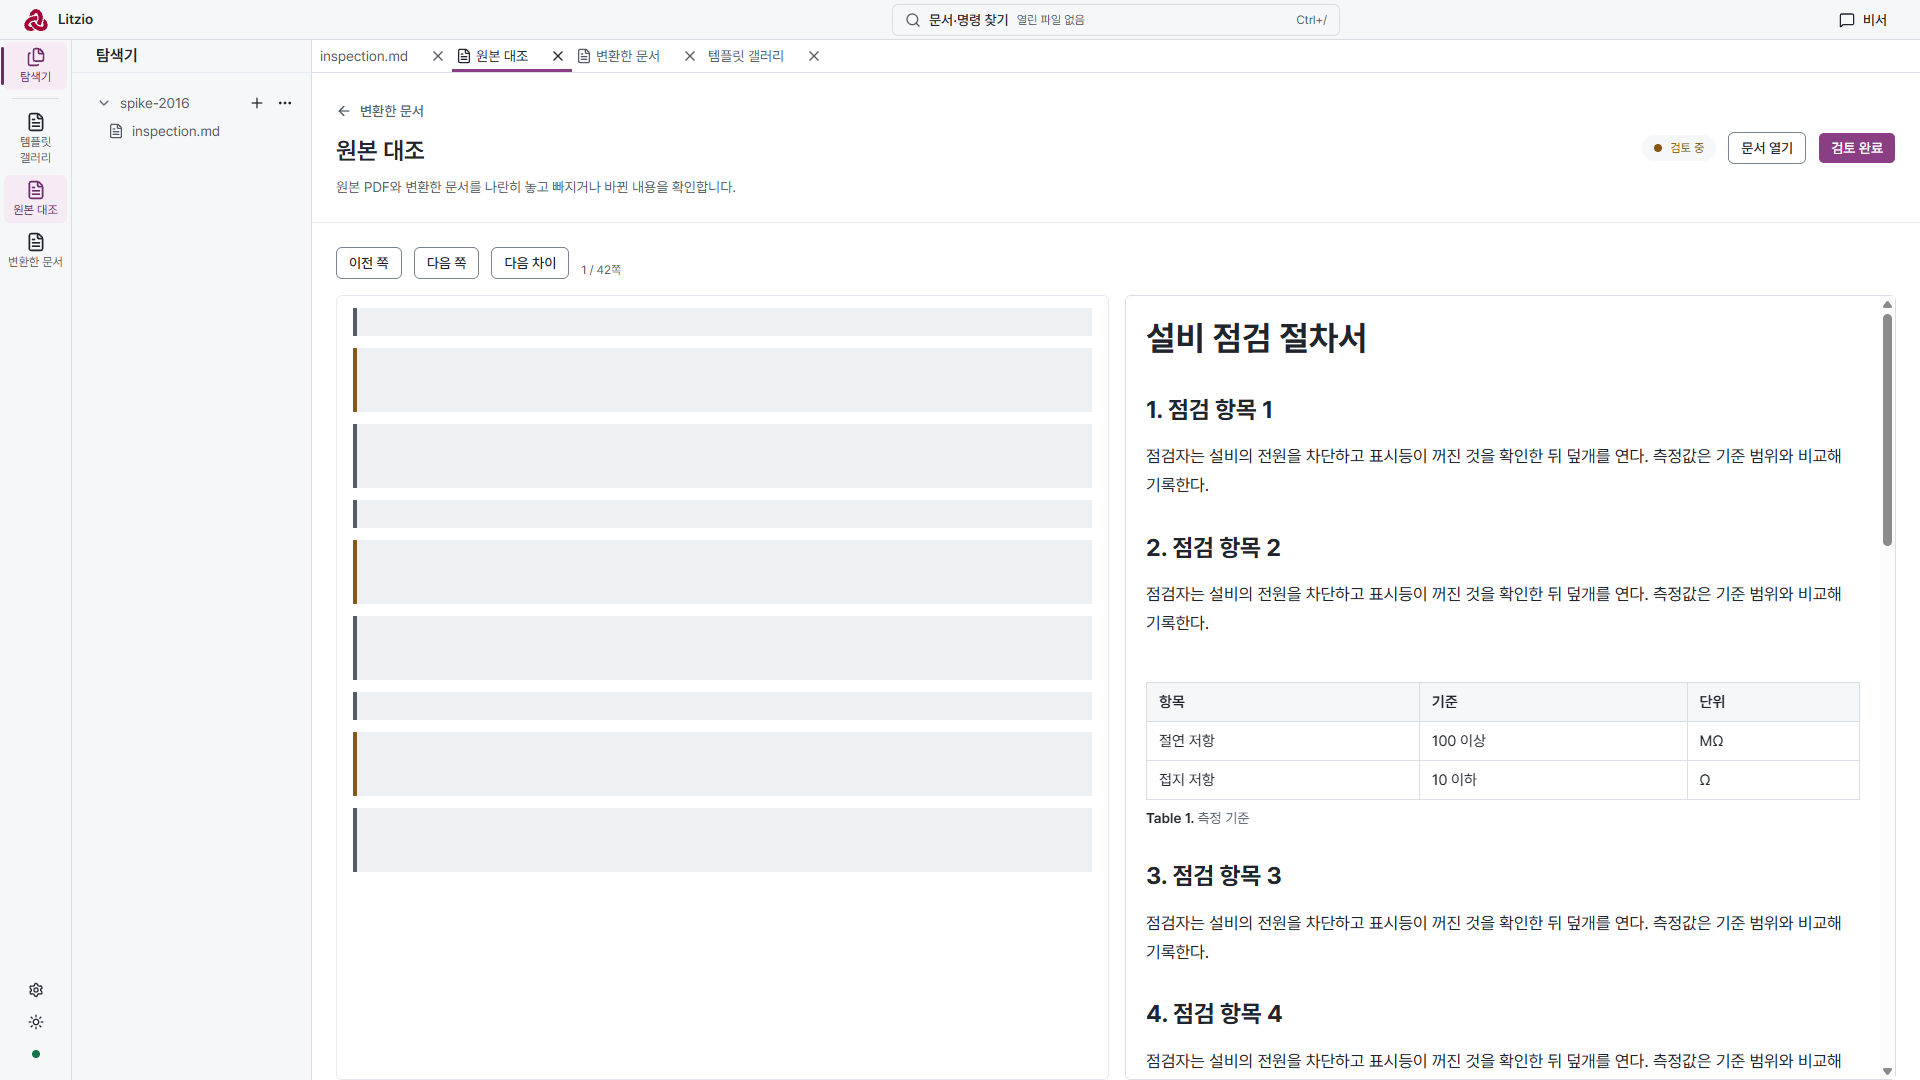 Litzio
문서·명령 찾기 열린 파일 없음 Ctrl+/
비서
탐색기
템플릿
갤러리
원본 대조
변환한 문서
탐색기
spike-2016
inspection.md
inspection.md
원본 대조
변환한 문서
템플릿 갤러리
변환한 문서
원본 대조
원본 PDF와 변환한 문서를 나란히 놓고 빠지거나 바뀐 내용을 확인합니다.
검토 중
문서 열기
검토 완료
이전 쪽
다음 쪽
다음 차이
1 / 42쪽
설비 점검 절차서
1. 점검 항목 1
점검자는 설비의 전원을 차단하고 표시등이 꺼진 것을 확인한 뒤 덮개를 연다. 측정값은 기준 범위와 비교해
기록한다.
2. 점검 항목 2
점검자는 설비의 전원을 차단하고 표시등이 꺼진 것을 확인한 뒤 덮개를 연다. 측정값은 기준 범위와 비교해
기록한다.
항목 기준 단위
절연 저항 100 이상 MΩ
접지 저항 10 이하 Ω
Table 1. 측정 기준
3. 점검 항목 3
점검자는 설비의 전원을 차단하고 표시등이 꺼진 것을 확인한 뒤 덮개를 연다. 측정값은 기준 범위와 비교해
기록한다.
4. 점검 항목 4
점검자는 설비의 전원을 차단하고 표시등이 꺼진 것을 확인한 뒤 덮개를 연다. 측정값은 기준 범위와 비교해